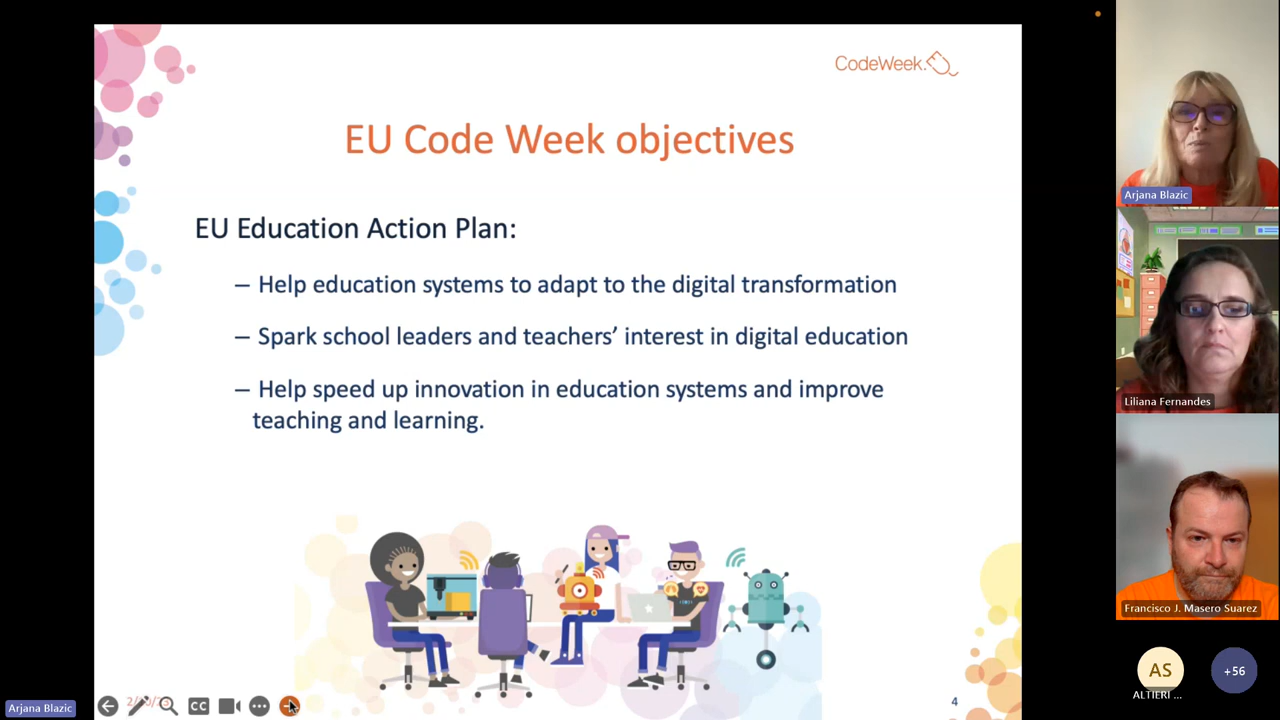 CodeWeek.
EU Code Week objectives
EU Education Action Plan:
– Help education systems to adapt to the digital transformation
– Spark school leaders and teachers’ interest in digital education
– Help speed up innovation in education systems and improve
teaching and learning.
CC
4
Arjana Blazic
Arjana Blazic
Liliana Fernandes
Francisco J. Masero Suarez
AS
ALTIERI ...
+56